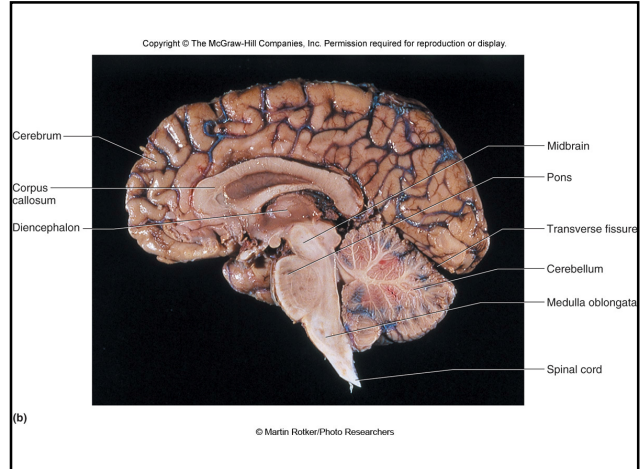 Copyright © The McGraw-Hill Companies, Inc. Permission required for reproduction or display.
Cerebrum
Corpus
callosum
Diencephalon
Midbrain
Pons
Transverse fissure
Cerebellum
Medulla oblongata
Spinal cord
(b)
© Martin Rotker/Photo Researchers